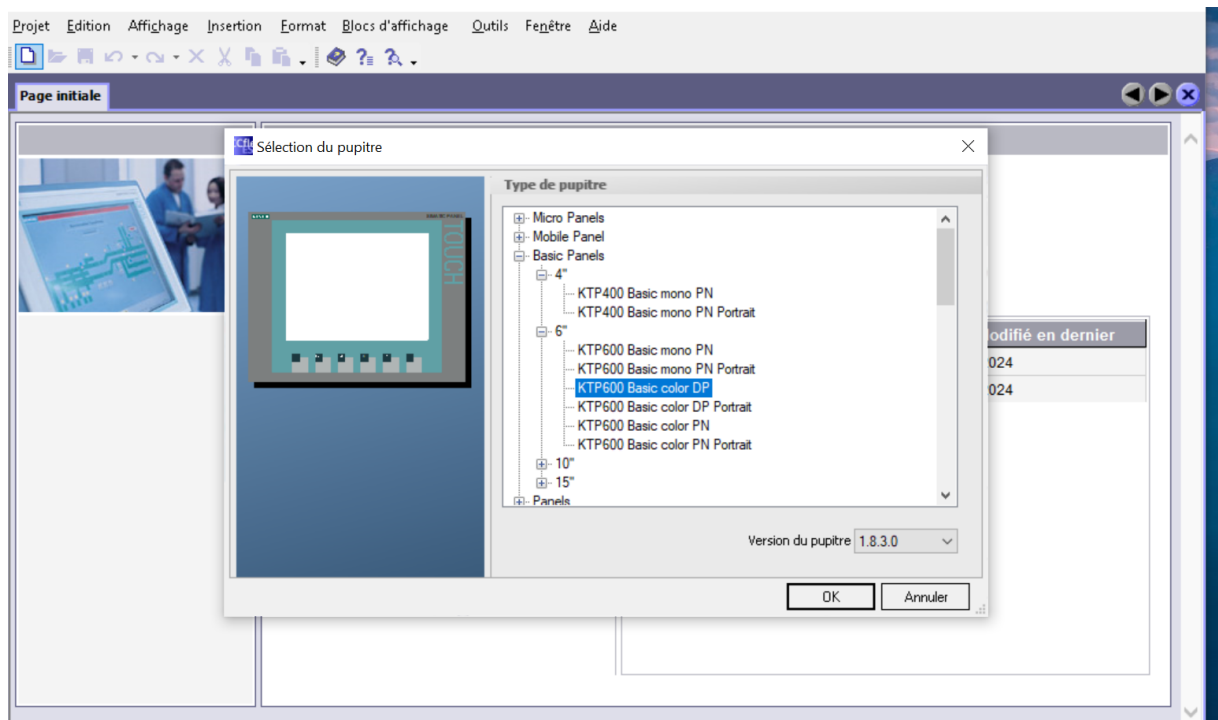 Projet Edition Affichage Insertion Format Blocs d'affichage Outils Fenêtre Aide
Page initiale
Sélection du pupitre
Type de pupitre
TOUCH
Micro Panels
Mobile Panel
Basic Panels
4"
KTP400 Basic mono PN
KTP400 Basic mono PN Portrait
6"
KTP600 Basic mono PN
KTP600 Basic mono PN Portrait
KTP600 Basic color DP
KTP600 Basic color DP Portrait
KTP600 Basic color PN
KTP600 Basic color PN Portrait
10"
15"
Panels
Version du pupitre 1.8.3.0
OK Annuler
odifié en dernier
024
024